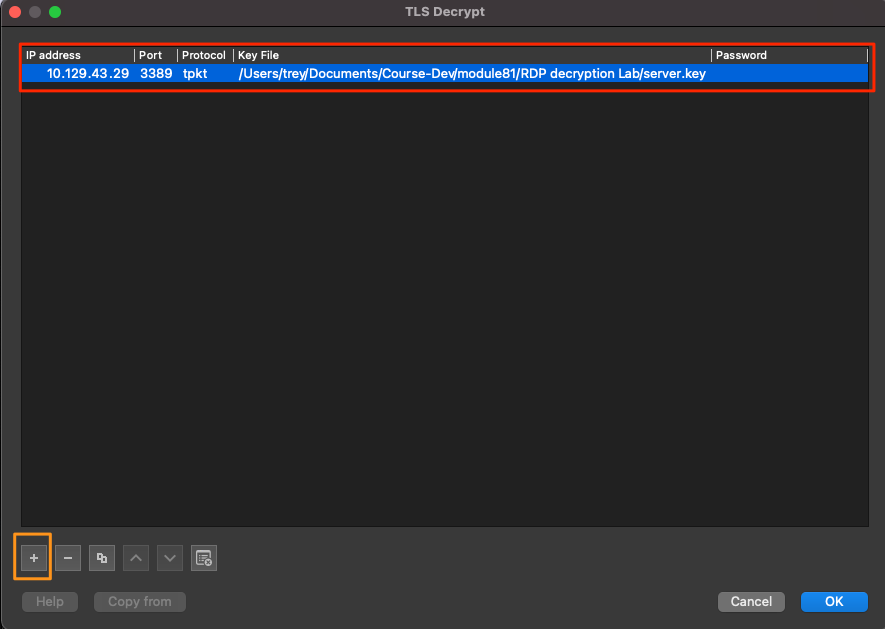 TLS Decrypt
IP address Port Protocol Key File Password
10.129.43.29 3389 tpkt /Users/trey/Documents/Course-Dev/module81/RDP decryption Lab/server.key
Help Copy from Cancel OK